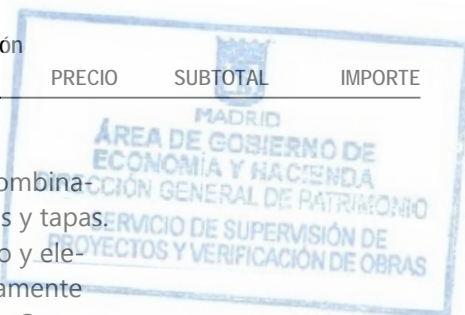 ón
PRECIO SUBTOTAL IMPORTE
MADRID
ÁREA DE GOBIERNO DE
ECONOMÍA Y HACIENDA
ombina-
DIRECCIÓN GENERAL DE PATRIMONIO
s y tapas.
SERVICIO DE SUPERVISIÓN DE
o y ele-
PROYECTOS Y VERIFICACIÓN DE OBRAS
amente